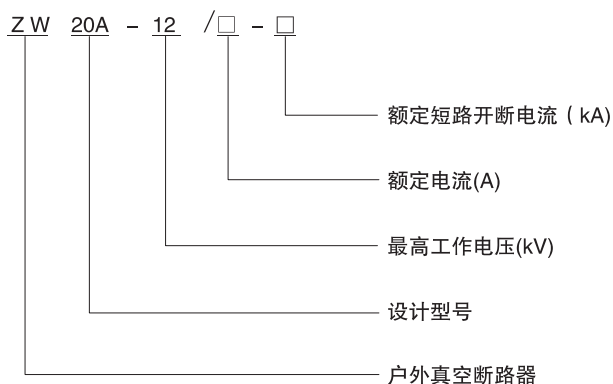 ZW 20A - 12 /□ - □
额定短路开断电流（kA)
额定电流(A)
最高工作电压(kV)
设计型号
户外真空断路器